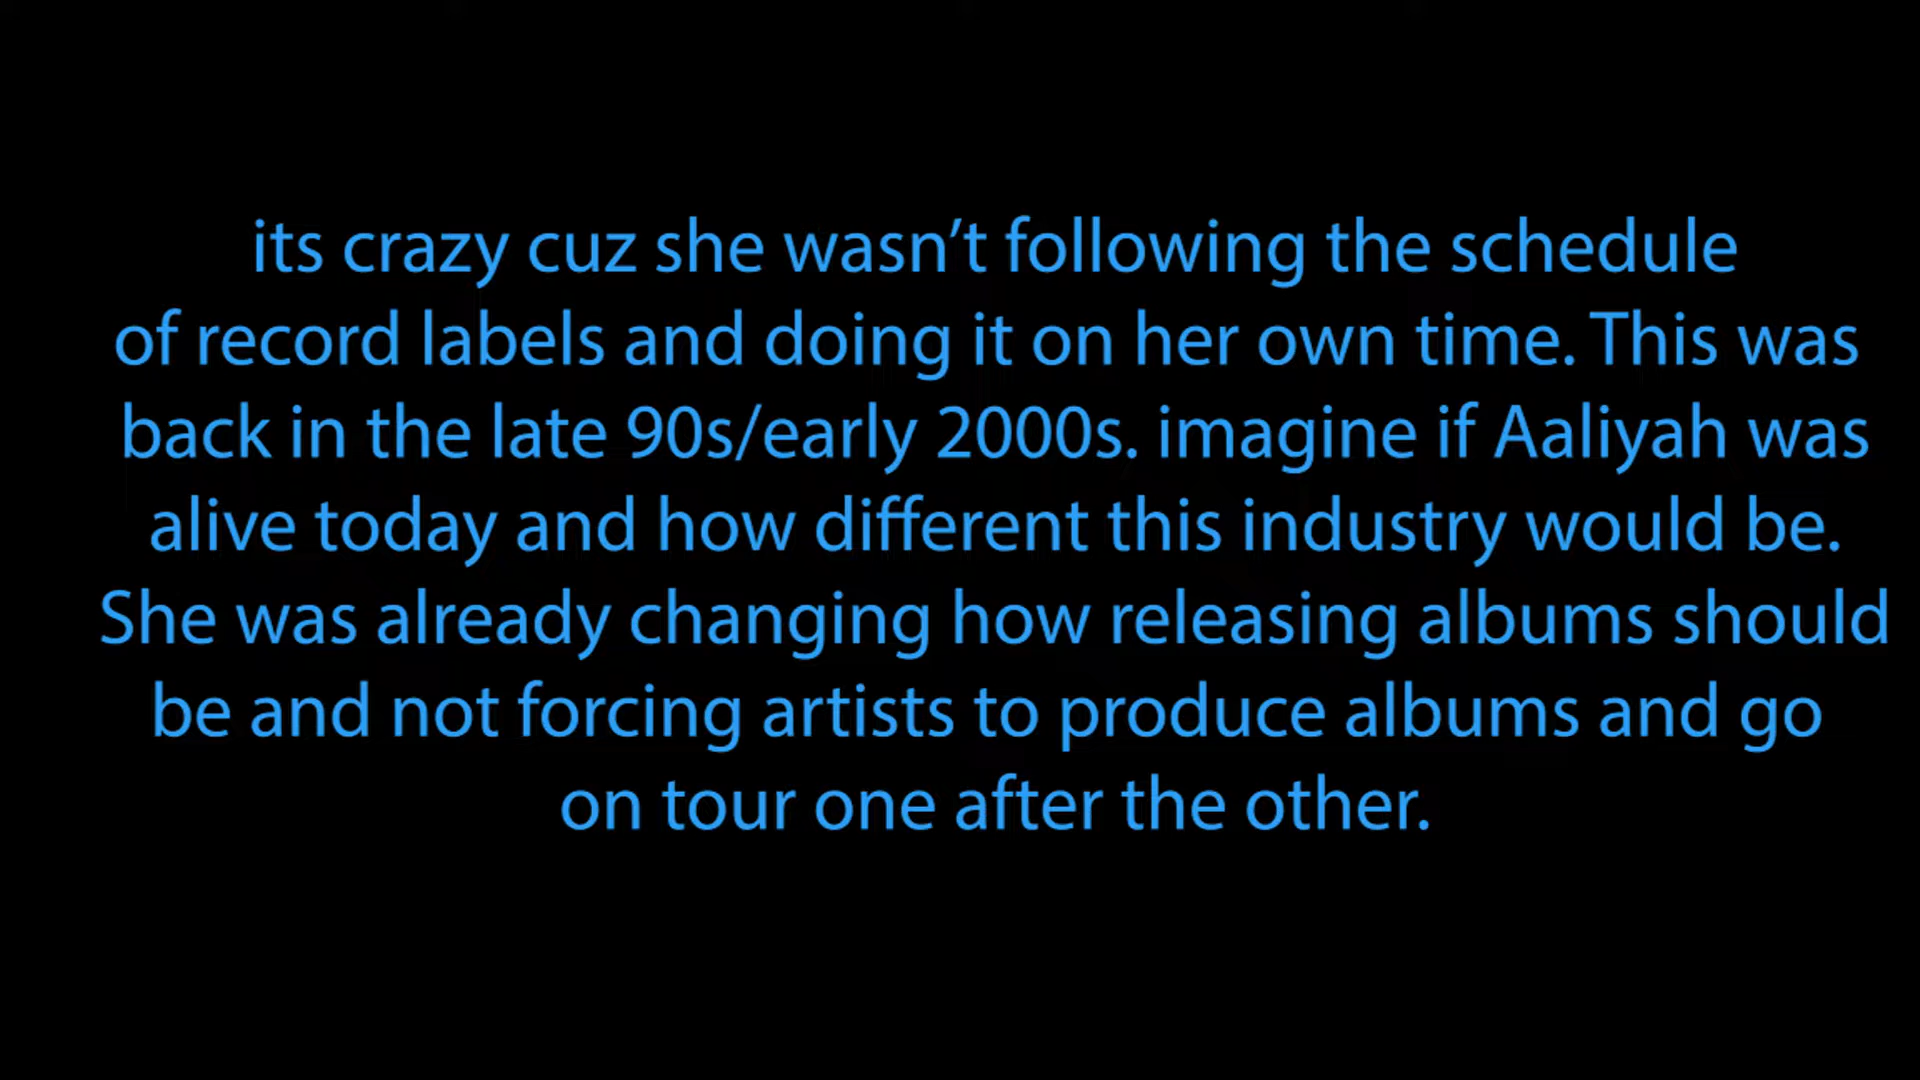 its crazy cuz she wasn’t following the schedule
of record labels and doing it on her own time. This was
back in the late 90s/early 2000s. imagine if Aaliyah was
alive today and how different this industry would be.
She was already changing how releasing albums should
be and not forcing artists to produce albums and go
on tour one after the other.